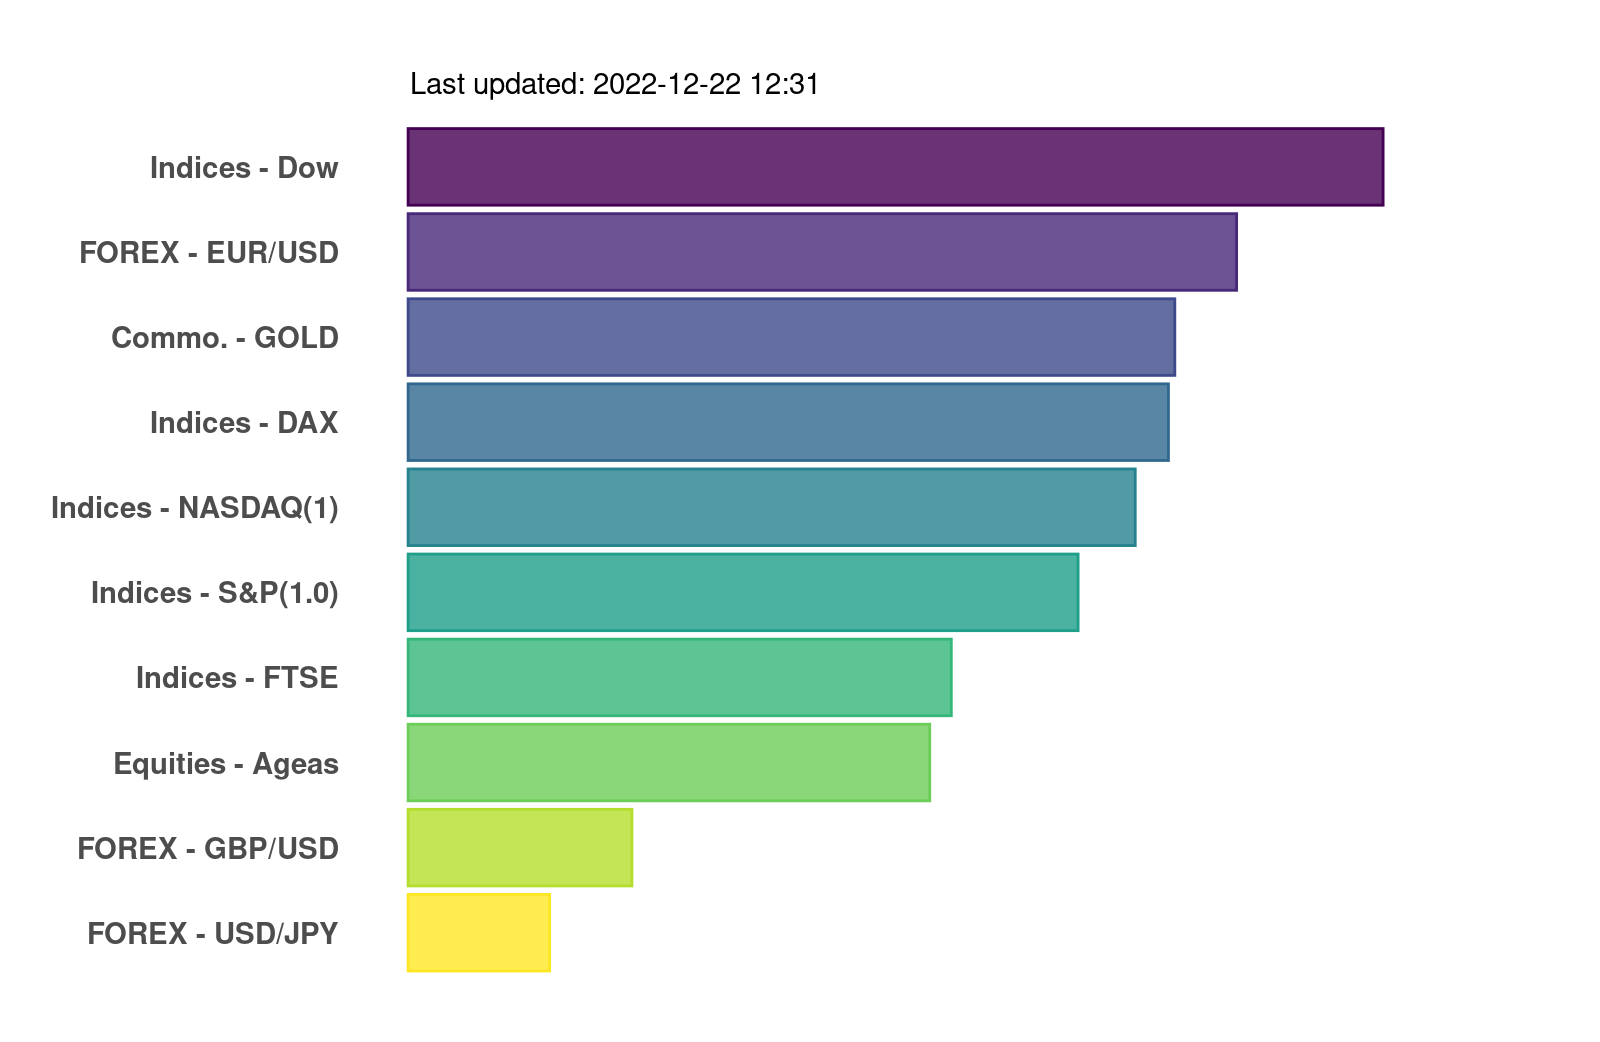 Last updated: 2022-12-22 12:31
Indices - Dow
FOREX - EUR/USD
Commo. - GOLD
Indices - DAX
Indices - NASDAQ(1)
Indices - S&P(1.0)
Indices - FTSE
Equities - Ageas
FOREX - GBP/USD
FOREX - USD/JPY